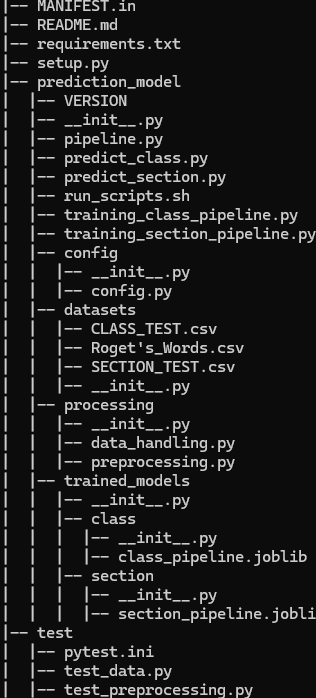 |-- MANIFEST.in
|-- README.md
|-- requirements.txt
|-- setup.py
|-- prediction_model
|   |-- VERSION
|   |-- __init__.py
|   |-- pipeline.py
|   |-- predict_class.py
|   |-- predict_section.py
|   |-- run_scripts.sh
|   |-- training_class_pipeline.py
|   |-- training_section_pipeline.py
|   |-- config
|   |   |-- __init__.py
|   |   |-- config.py
|   |-- datasets
|   |   |-- CLASS_TEST.csv
|   |   |-- Roget's_Words.csv
|   |   |-- SECTION_TEST.csv
|   |   |-- __init__.py
|   |-- processing
|   |   |-- __init__.py
|   |   |-- data_handling.py
|   |   |-- preprocessing.py
|   |-- trained_models
|   |   |-- __init__.py
|   |   |-- class
|   |   |   |-- __init__.py
|   |   |   |-- class_pipeline.joblib
|   |   |-- section
|   |   |   |-- __init__.py
|   |   |   |-- section_pipeline.jobli
|-- test
|   |-- pytest.ini
|   |-- test_data.py
|   |-- test_preprocessing.py